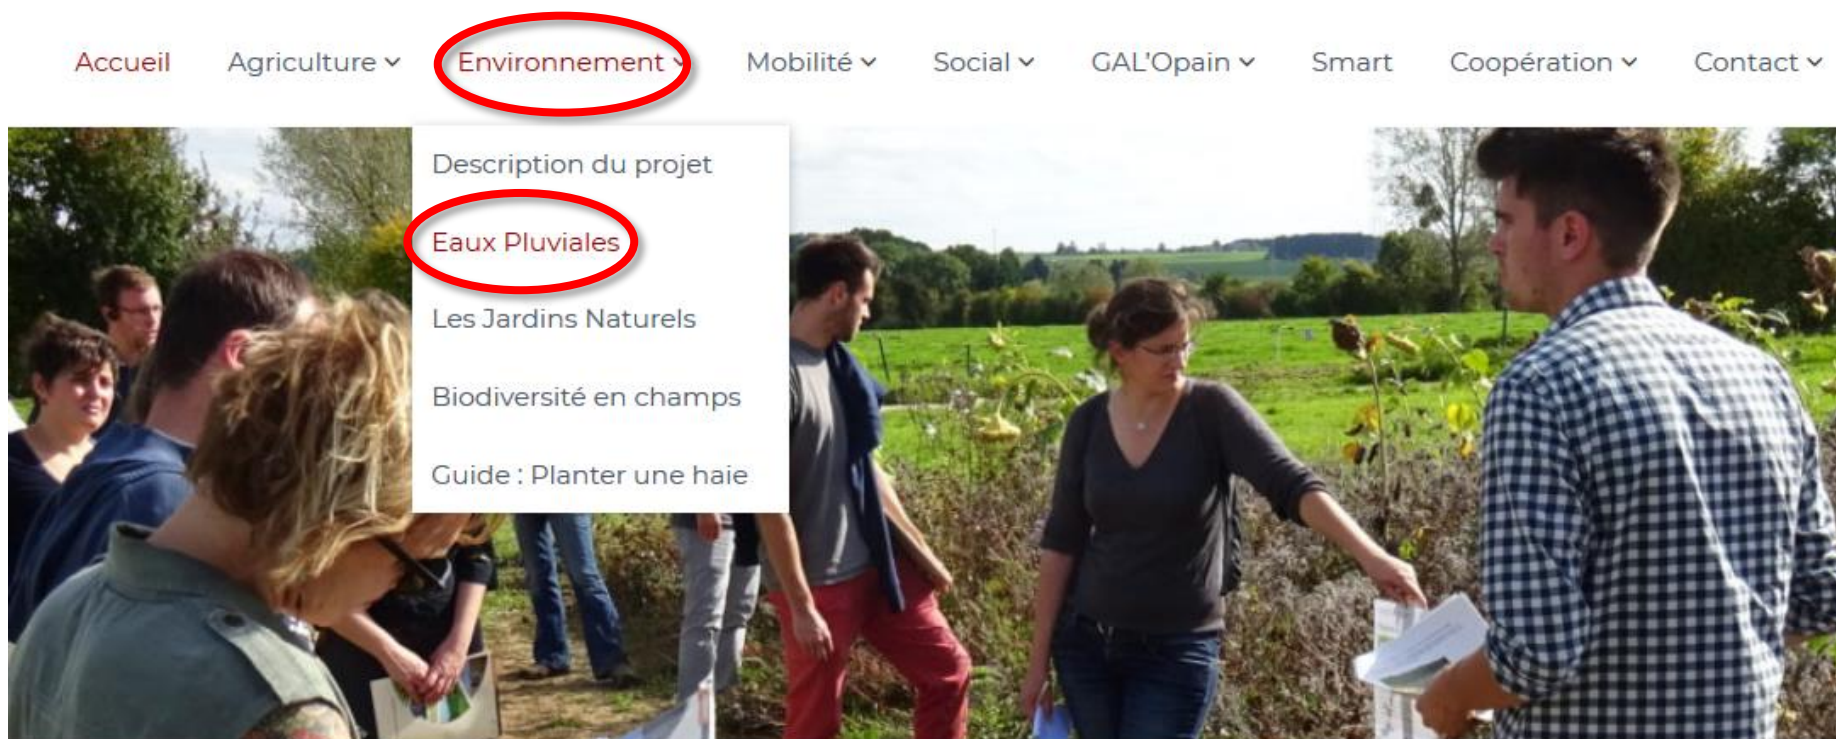 Accueil Agriculture Environnement Mobilité Social GAL'Opain Smart Coopération Contact
Description du projet
Eaux Pluviales
Les Jardins Naturels
Biodiversité en champs
Guide : Planter une haie